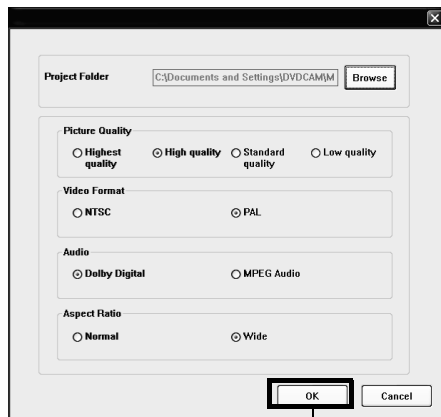 Project Folder C:\Documents and Settings\DVDCAM\M Browse
Picture Quality
Highest quality High quality Standard quality Low quality
Video Format
NTSC PAL
Audio
Dolby Digital MPEG Audio
Aspect Ratio
Normal Wide
OK Cancel